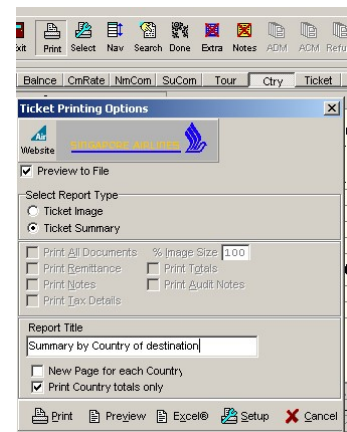 xit Print Select Nav Search Done Extra Notes ADM ACM Refu
Balnce CmRate NmCom SuCom Tour Ctry Ticket
Ticket Printing Options
Air
Website SINGAPORE AIRLINES
Preview to File
Select Report Type
Ticket Image
Ticket Summary
Print All Documents % Image Size 100
Print Remittance Print Totals
Print Notes Print Audit Notes
Print Tax Details
Report Title
Summary by Country of destination
New Page for each Country
Print Country totals only
Print Preview Excel® Setup Cancel